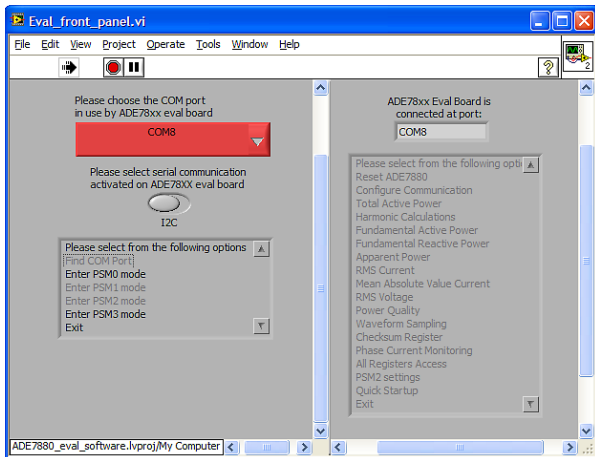 Eval_front_panel.vi
File Edit View Project Operate Tools Window Help
?
2
Please choose the COM port
in use by ADE78xx eval board
COM8
Please select serial communication
activated on ADE78XX eval board
I2C
Please select from the following options
Find COM Port
Enter PSM0 mode
Enter PSM1 mode
Enter PSM2 mode
Enter PSM3 mode
Exit
ADE78xx Eval Board is
connected at port:
COM8
Please select from the following opti
Reset ADE7880
Configure Communication
Total Active Power
Harmonic Calculations
Fundamental Active Power
Fundamental Reactive Power
Apparent Power
RMS Current
Mean Absolute Value Current
RMS Voltage
Power Quality
Waveform Sampling
Checksum Register
Phase Current Monitoring
All Registers Access
PSM2 settings
Quick Startup
Exit
ADE7880_eval_software.lvproj/My Computer